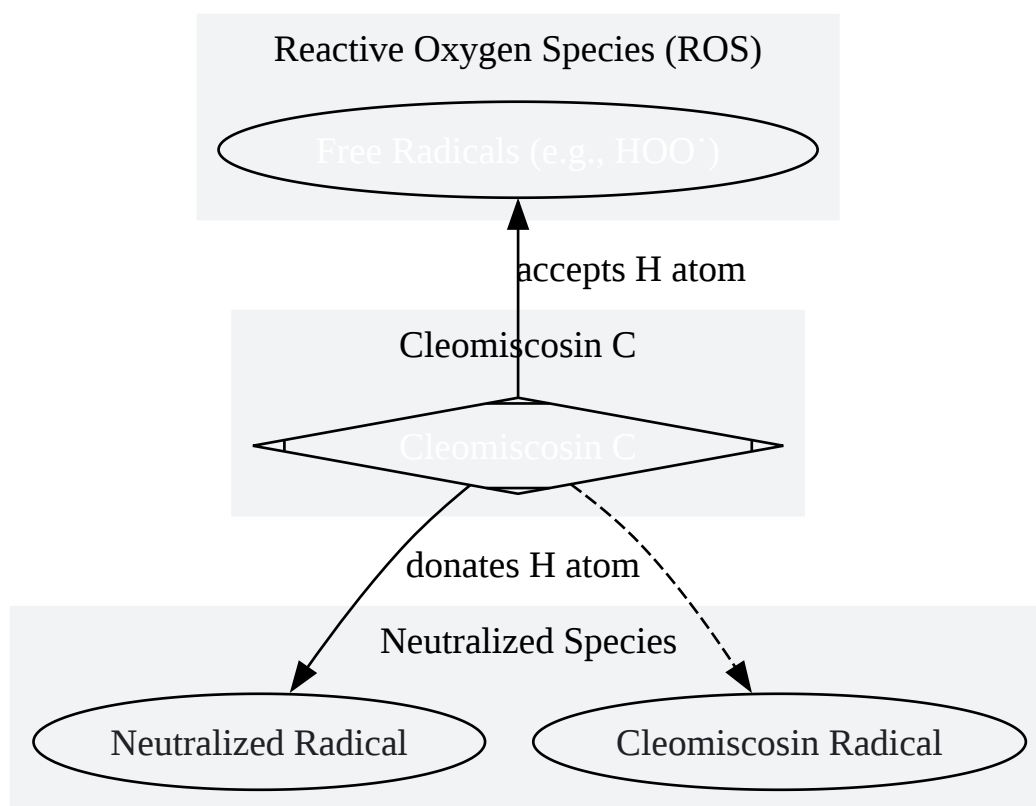 Reactive Oxygen Species (ROS)
Free Radicals (e.g., HOO˙)
accepts H atom
Cleomiscosin C
Cleomiscosin C
donates H atom
Neutralized Species
Neutralized Radical
Cleomiscosin Radical